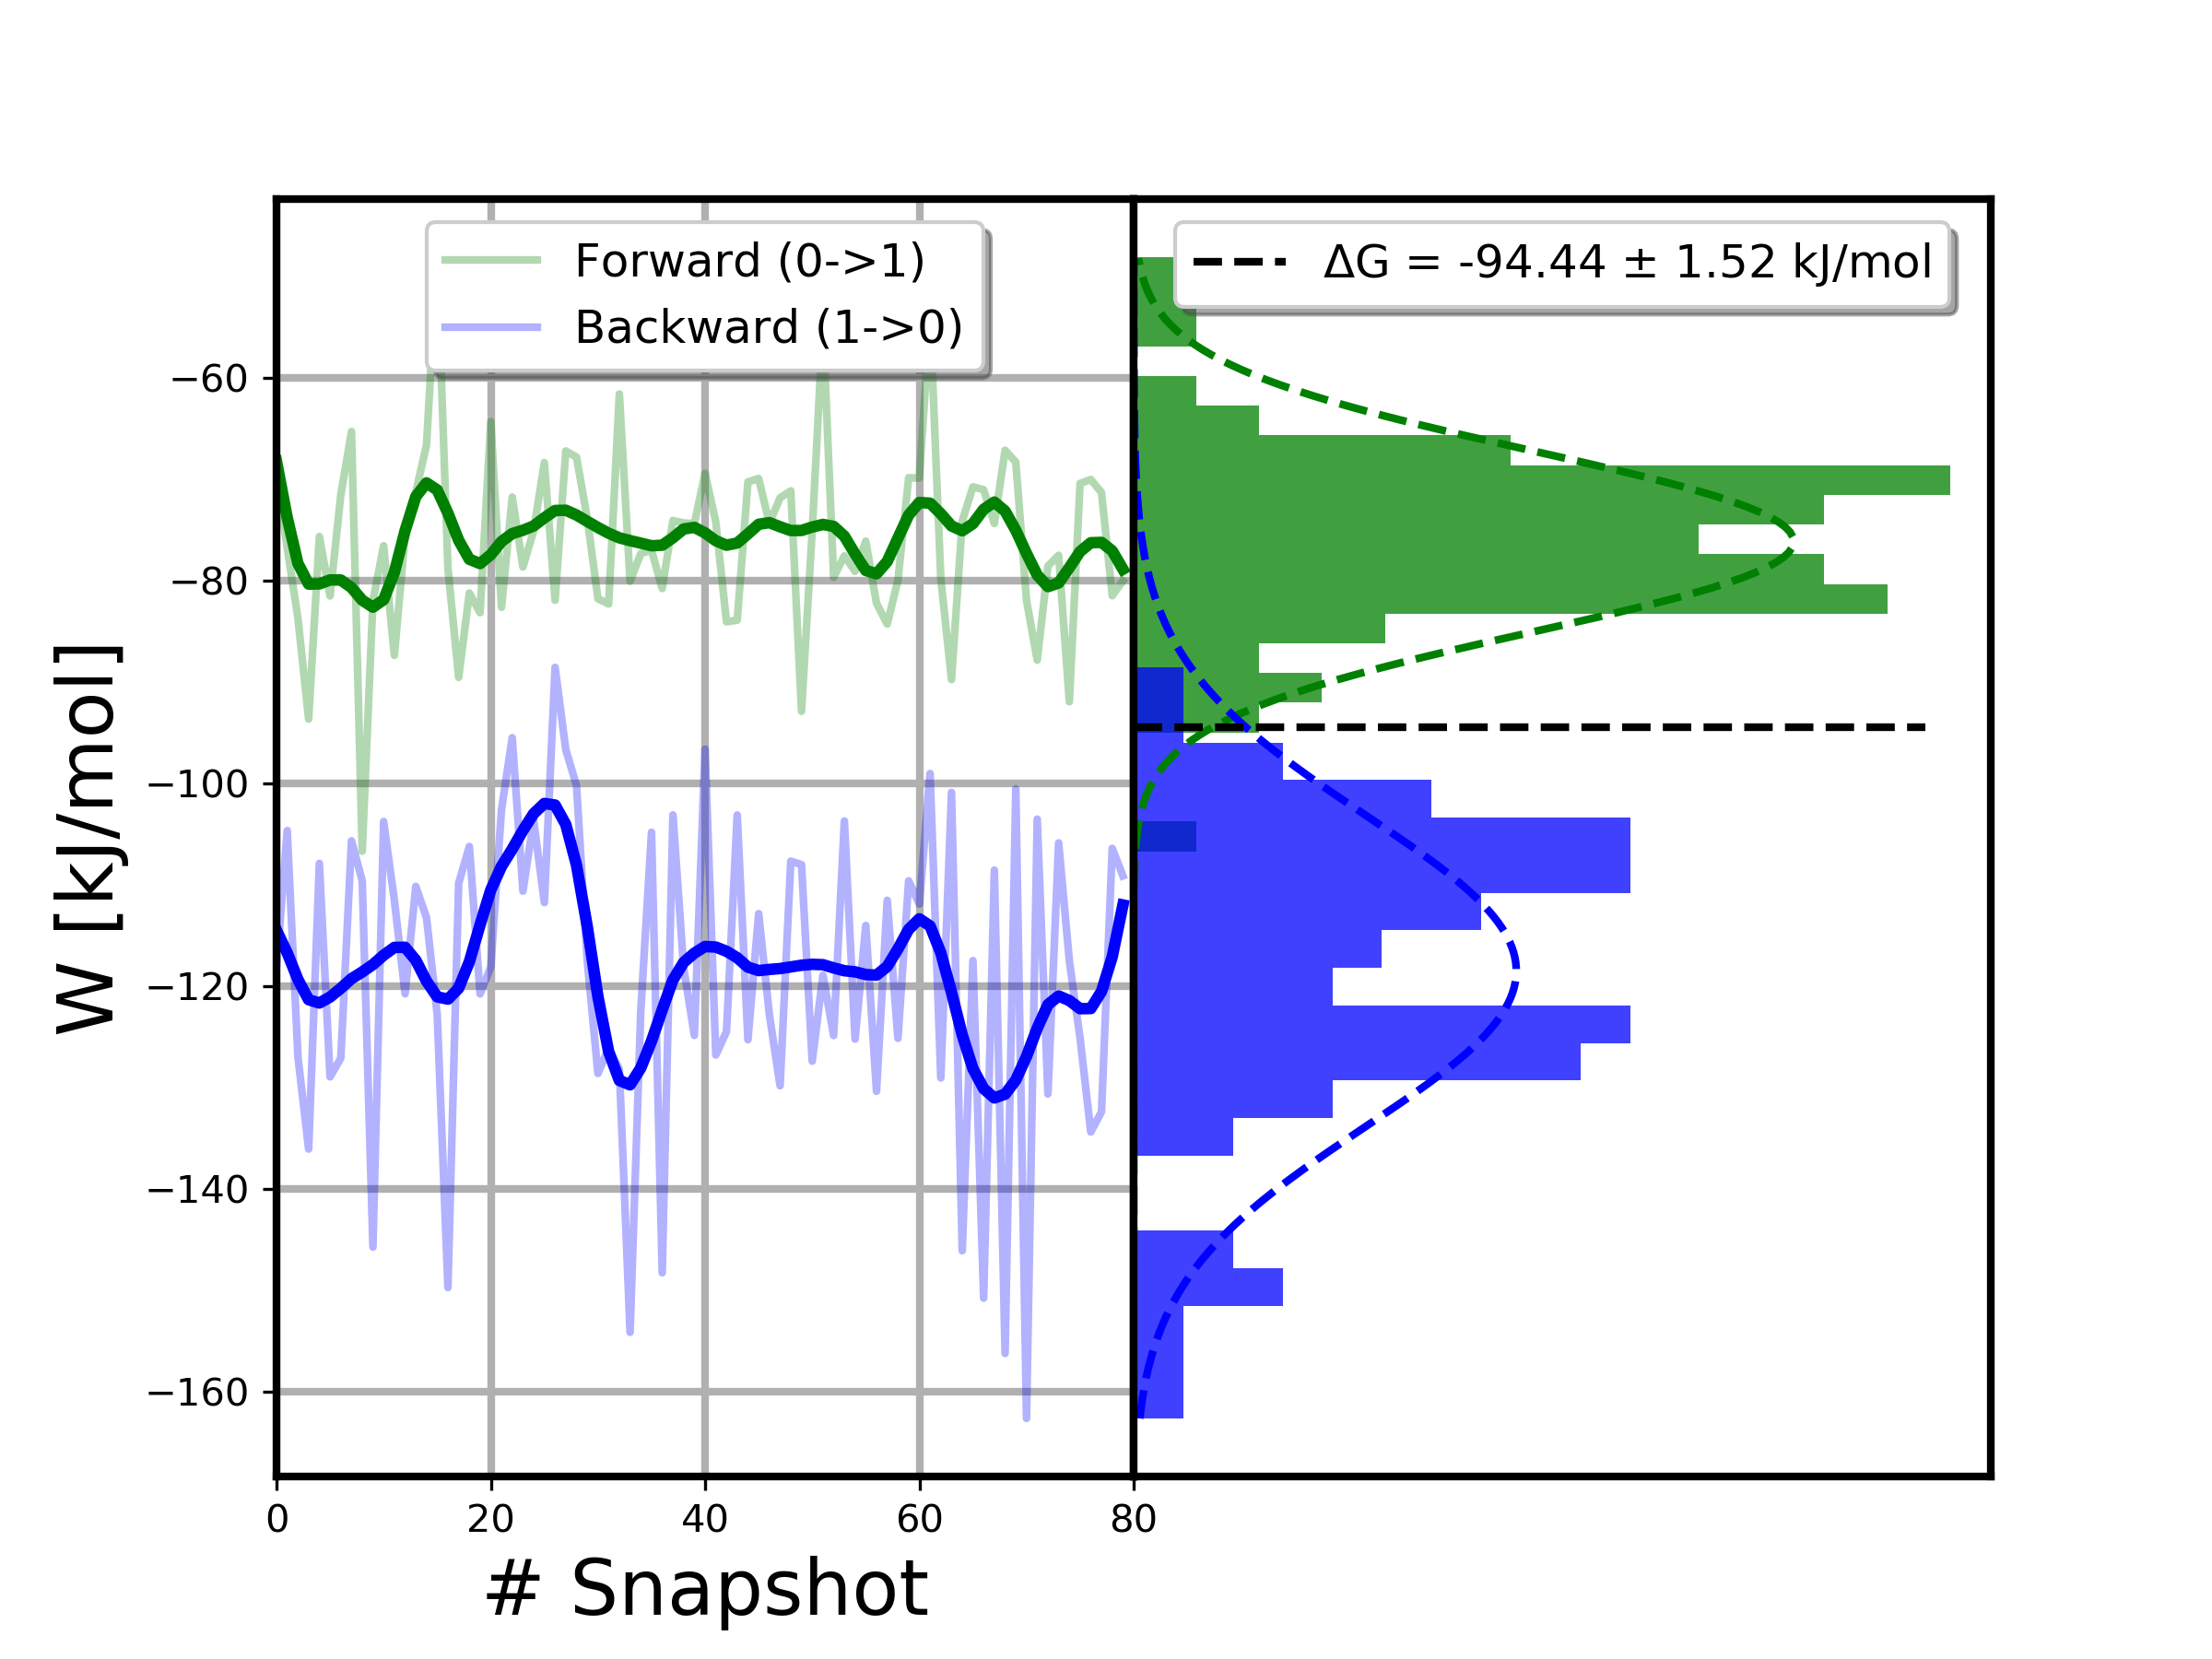 Forward (0->1)
Backward (1->0)
ΔG = -94.44 ± 1.52 kJ/mol
W [kJ/mol]
−60
−80
−100
−120
−140
−160
0
20
40
60
80
# Snapshot